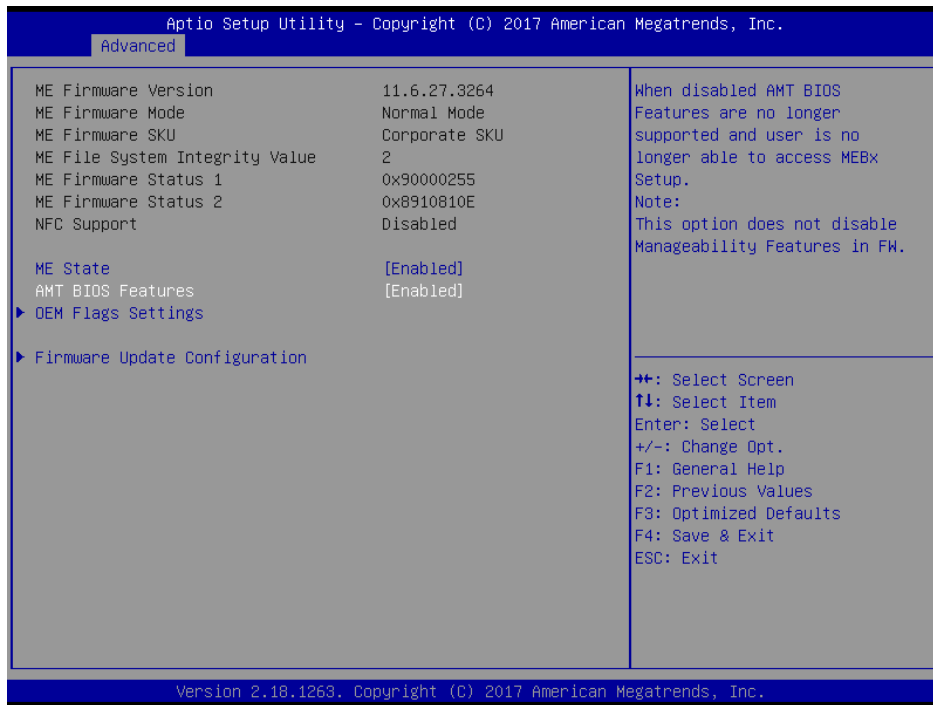 Aptio Setup Utility – Copyright (C) 2017 American Megatrends, Inc.
Advanced
ME Firmware Version 11.6.27.3264
ME Firmware Mode Normal Mode
ME Firmware SKU Corporate SKU
ME File System Integrity Value 2
ME Firmware Status 1 0x90000255
ME Firmware Status 2 0x8910810E
NFC Support Disabled
ME State [Enabled]
AMT BIOS Features [Enabled]
OEM Flags Settings
Firmware Update Configuration
When disabled AMT BIOS
Features are no longer
supported and user is no
longer able to access MEBx
Setup.
Note:
This option does not disable
Manageability Features in FW.
→←: Select Screen
↑↓: Select Item
Enter: Select
+/-: Change Opt.
F1: General Help
F2: Previous Values
F3: Optimized Defaults
F4: Save & Exit
ESC: Exit
Version 2.18.1263. Copyright (C) 2017 American Megatrends, Inc.